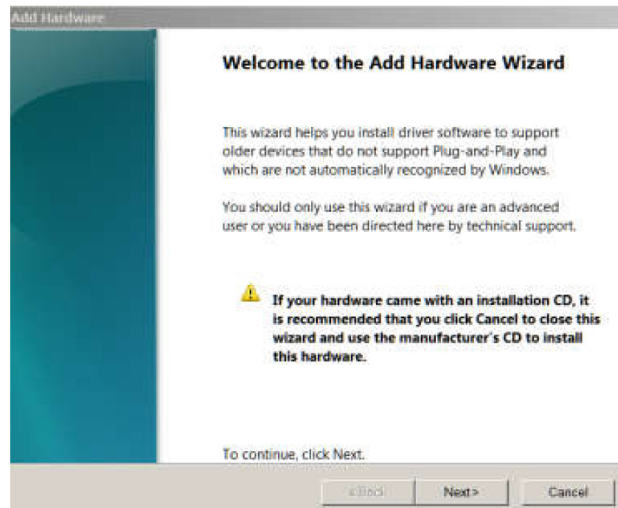 Add Hardware
Welcome to the Add Hardware Wizard
This wizard helps you install driver software to support
older devices that do not support Plug-and-Play and
which are not automatically recognized by Windows.
You should only use this wizard if you are an advanced
user or you have been directed here by technical support.
If your hardware came with an installation CD, it
is recommended that you click Cancel to close this
wizard and use the manufacturer's CD to install
this hardware.
To continue, click Next.
< Back
Next >
Cancel